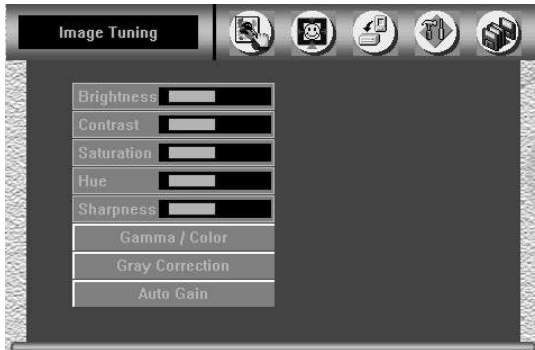 Image Tuning
Brightness
Contrast
Saturation
Hue
Sharpness
Gamma / Color
Gray Correction
Auto Gain